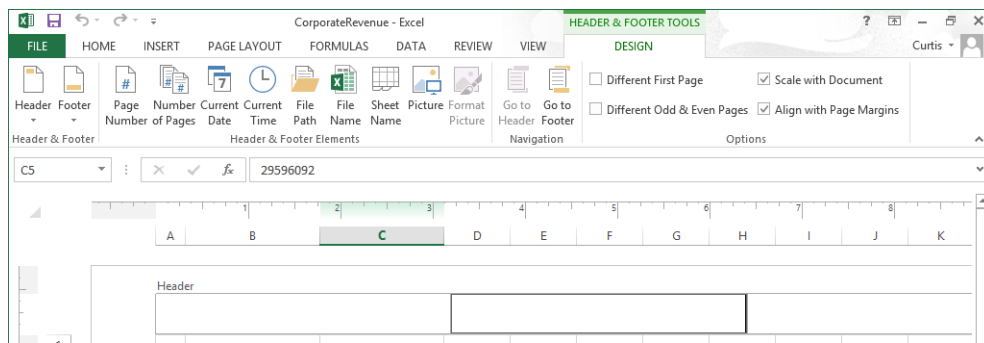 CorporateRevenue - Excel
HEADER & FOOTER TOOLS
?
FILE HOME INSERT PAGE LAYOUT FORMULAS DATA REVIEW VIEW DESIGN Curtis
Header Footer Page Number Number of Pages Current Date Current Time File Path File Name Sheet Name Picture Format Picture Go to Header Go to Footer
Different First Page Scale with Document
Different Odd & Even Pages Align with Page Margins
Header & Footer Header & Footer Elements Navigation Options
C5 fx 29596092
1 2 3 4 5 6 7 8
A B C D E F G H I J K
Header